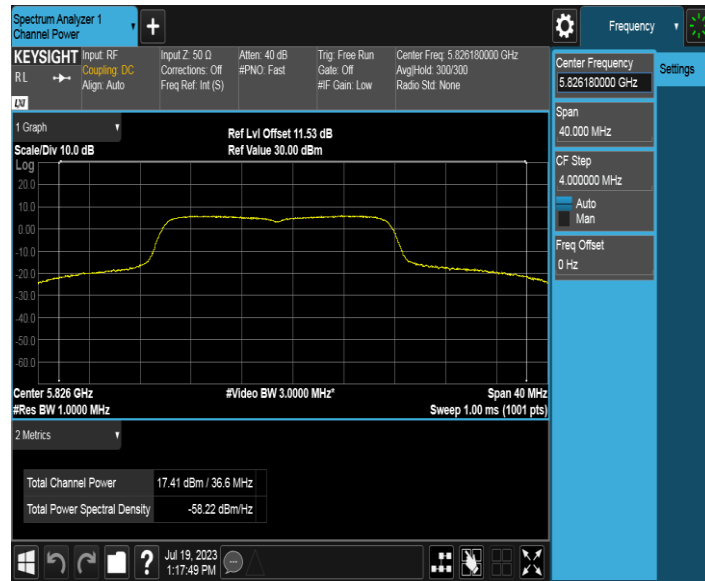 Spectrum Analyzer 1
Channel Power
+
Frequency
KEYSIGHT
RL
LXI
Input: RF
Coupling: DC
Align: Auto
Input Z: 50 Ω
Corrections: Off
Freq Ref: Int (S)
Atten: 40 dB
#PNO: Fast
Trig: Free Run
Gate: Off
#IF Gain: Low
Center Freq: 5.826180000 GHz
Avg|Hold: 300/300
Radio Std: None
Center Frequency
5.826180000 GHz
Settings
Span
40.000 MHz
CF Step
4.000000 MHz
Auto
Man
Freq Offset
0 Hz
1 Graph
Ref Lvl Offset 11.53 dB
Scale/Div 10.0 dB
Ref Value 30.00 dBm
Log
20.0
10.0
0.00
-10.0
-20.0
-30.0
-40.0
-50.0
-60.0
Center 5.826 GHz
#Video BW 3.0000 MHz*
Span 40 MHz
#Res BW 1.0000 MHz
Sweep 1.00 ms (1001 pts)
2 Metrics
Total Channel Power 17.41 dBm / 36.6 MHz
Total Power Spectral Density -58.22 dBm/Hz
?
Jul 19, 2023
1:17:49 PM